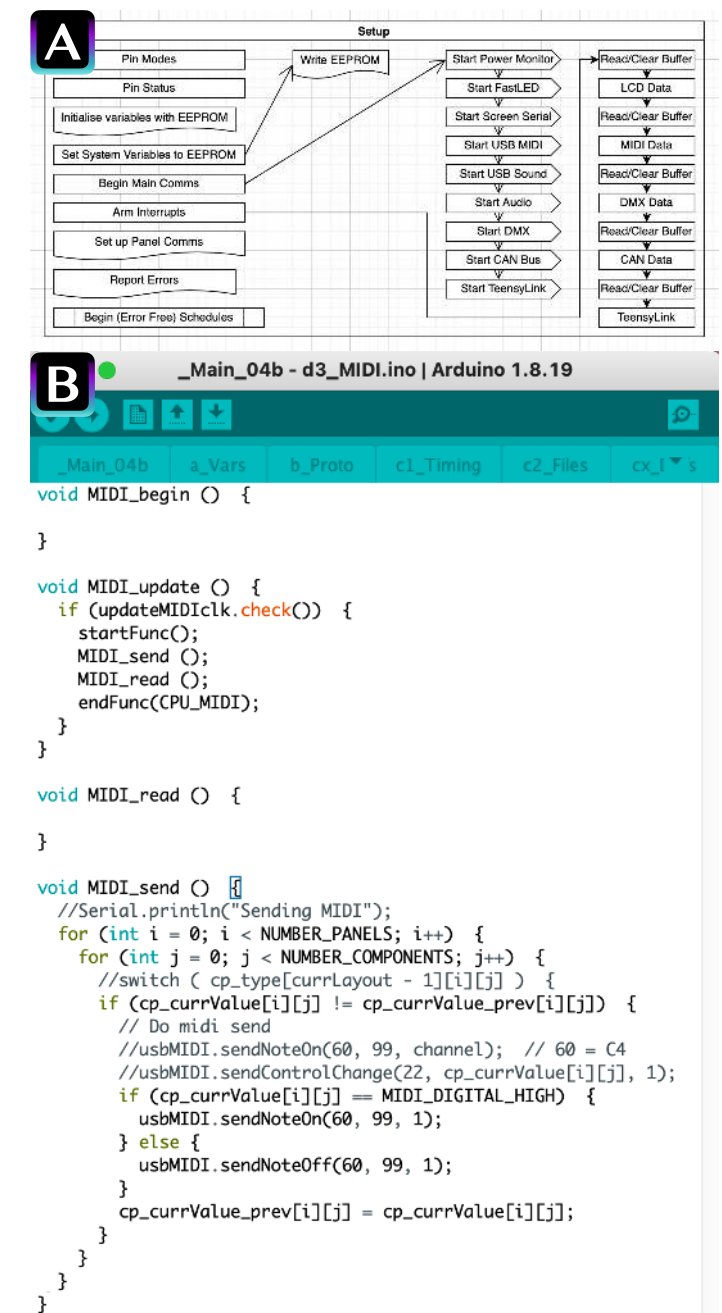 A
Setup
Pin Modes
Pin Status
Initialise variables with EEPROM
Set System Variables to EEPROM
Begin Main Comms
Arm Interrupts
Set up Panel Comms
Report Errors
Begin (Error Free) Schedules
Write EEPROM
Start Power Monitor
Start FastLED
Start Screen Serial
Start USB MIDI
Start USB Sound
Start Audio
Start DMX
Start CAN Bus
Start TeensyLink
Read/Clear Buffer
LCD Data
Read/Clear Buffer
MIDI Data
Read/Clear Buffer
DMX Data
Read/Clear Buffer
CAN Data
Read/Clear Buffer
TeensyLink
B
_Main_04b - d3_MIDI.ino | Arduino 1.8.19
_Main_04b a_Vars b_Proto c1_Timing c2_Files
void MIDI_begin () {
}
void MIDI_update () {
if (updateMIDIclk.check()) {
startFunc();
MIDI_send ();
MIDI_read ();
endFunc(CPU_MIDI);
}
}
void MIDI_read () {
}
void MIDI_send () {
//Serial.println("Sending MIDI");
for (int i = 0; i < NUMBER_PANELS; i++) {
for (int j = 0; j < NUMBER_COMPONENTS; j++) {
//switch ( cp_type[currLayout - 1][i][j] ) {
if (cp_currValue[i][j] != cp_currValue_prev[i][j]) {
// Do midi send
//usbMIDI.sendNoteOn(60, 99, channel); // 60 = C4
//usbMIDI.sendControlChange(22, cp_currValue[i][j], 1);
if (cp_currValue[i][j] == MIDI_DIGITAL_HIGH) {
usbMIDI.sendNoteOn(60, 99, 1);
} else {
usbMIDI.sendNoteOff(60, 99, 1);
}
cp_currValue_prev[i][j] = cp_currValue[i][j];
}
}
}
}